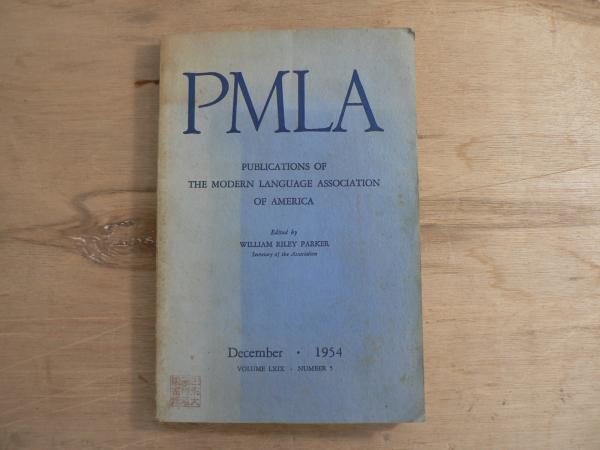 PMLA
PUBLICATIONS OF
THE MODERN LANGUAGE ASSOCIATION
OF AMERICA
Edited by
WILLIAM RILEY PARKER
Secretary of the Association
December · 1954
VOLUME LXIX · NUMBER 5